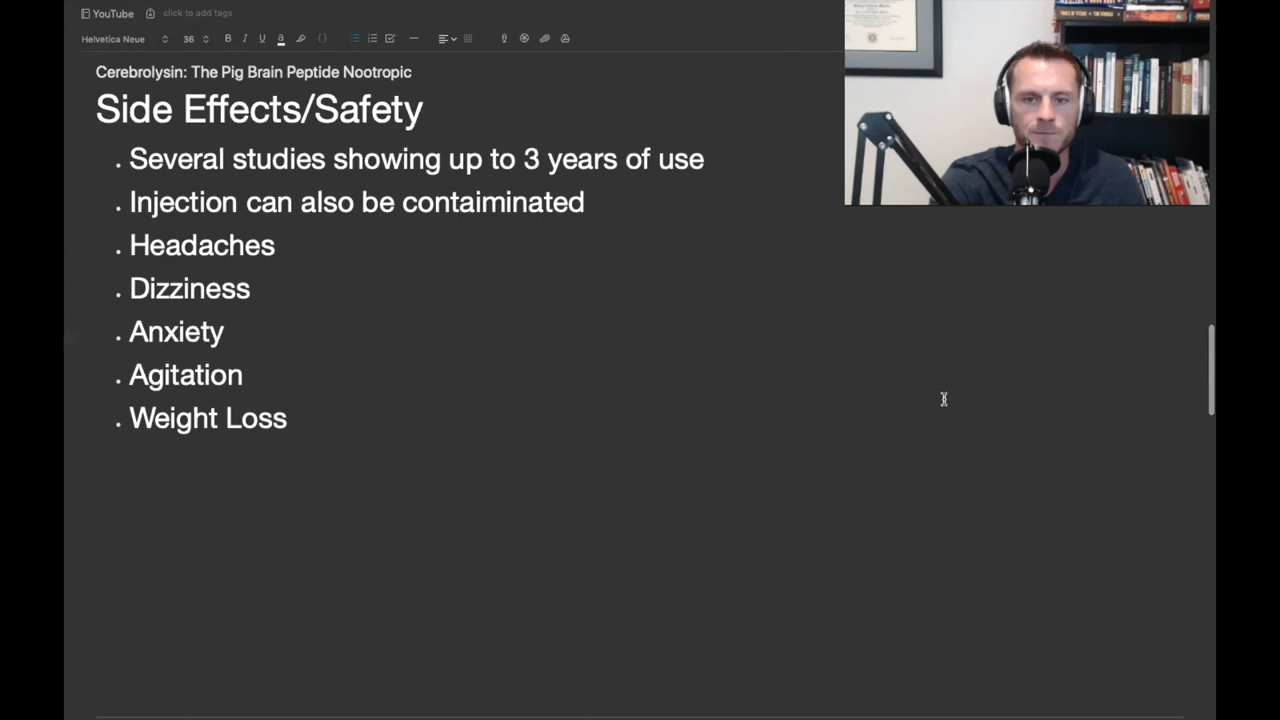 YouTube click to add tags
Helvetica Neue 36 B I U a
Cerebrolysin: The Pig Brain Peptide Nootropic
Side Effects/Safety
• Several studies showing up to 3 years of use
• Injection can also be contaiminated
• Headaches
• Dizziness
• Anxiety
• Agitation
• Weight Loss